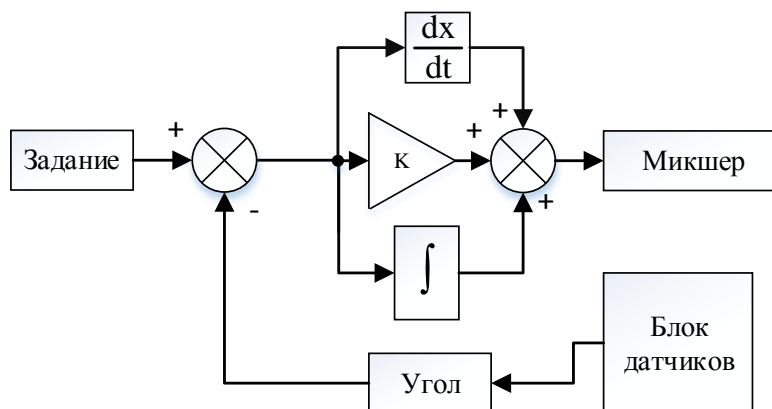 dx
dt
+
+
+
Задание
К
Микшер
+
-
∫
Блок
датчиков
Угол